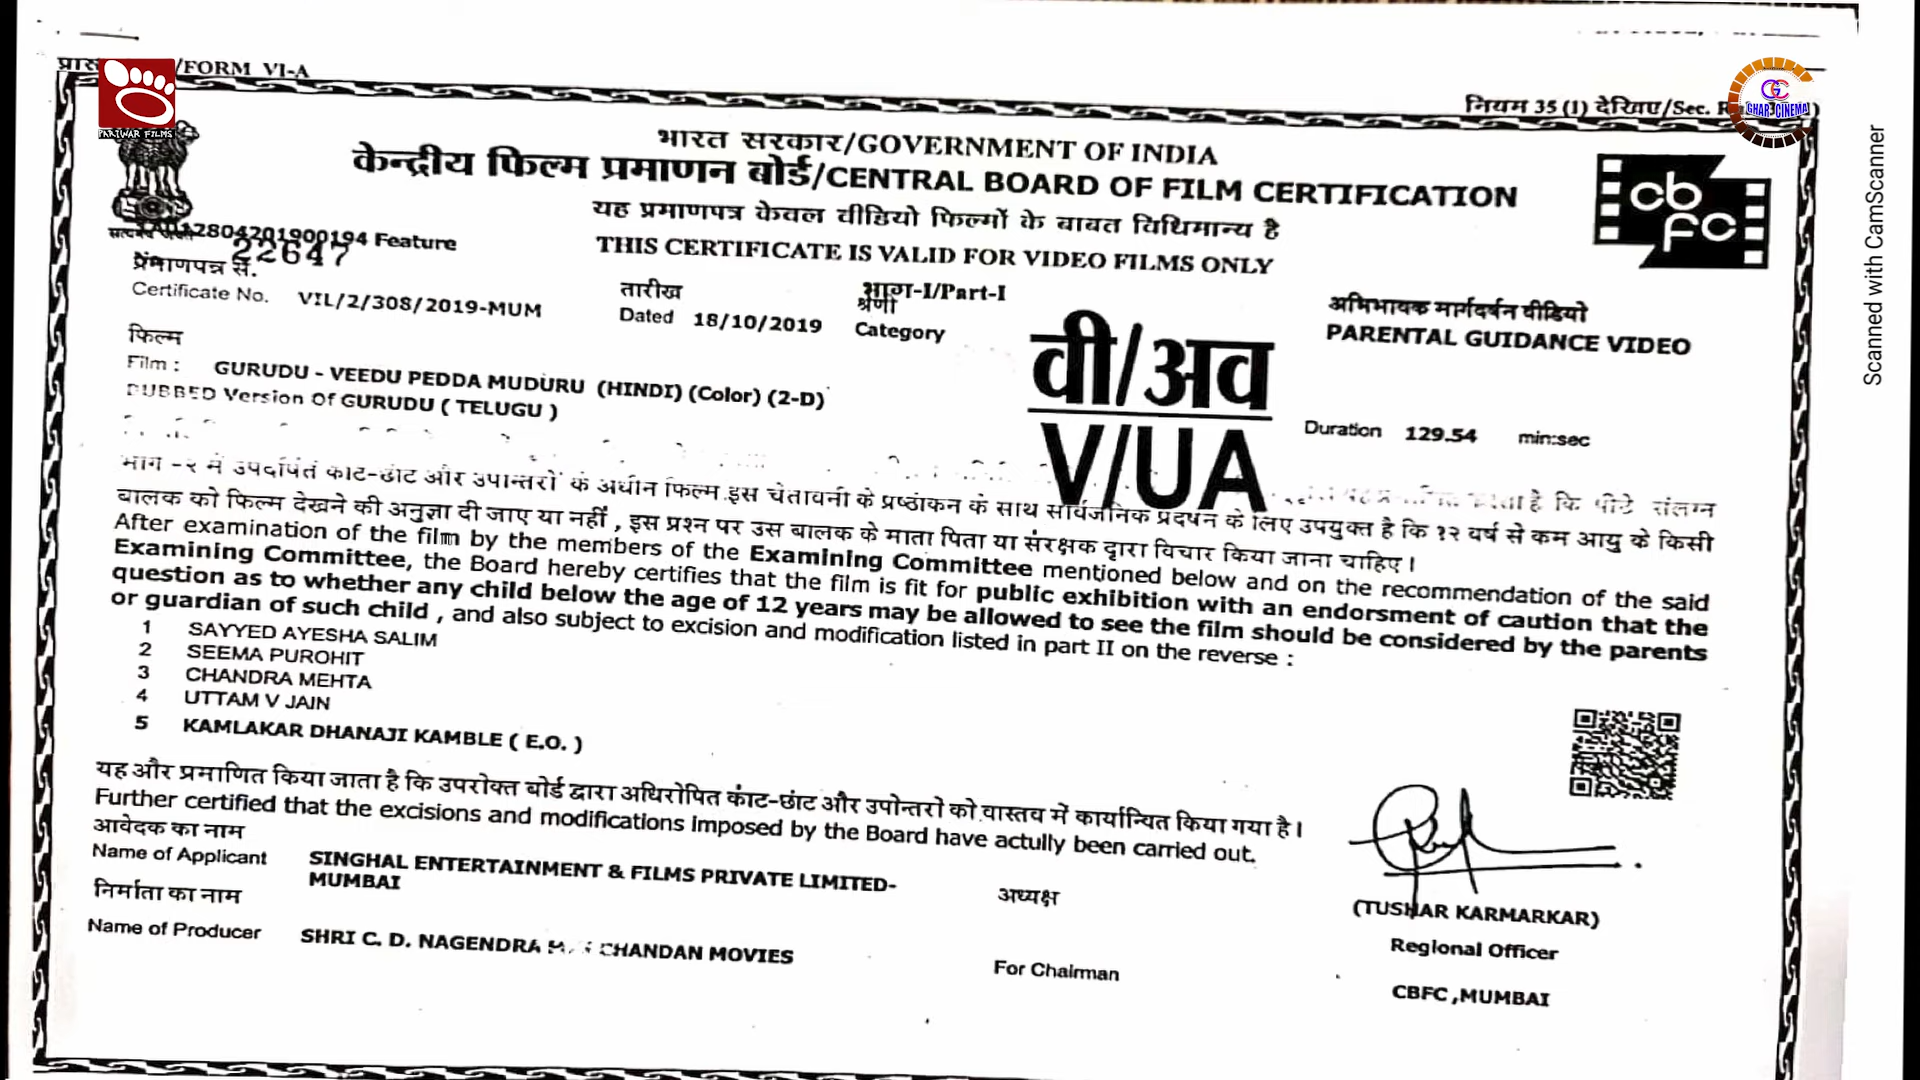 /FORM VI-A
PARIWAR FILMS
नियम 35 (1) देखिए/Sec.
GHAR CINEMA
भारत सरकार/GOVERNMENT OF INDIA
केन्द्रीय फिल्म प्रमाणन बोर्ड/CENTRAL BOARD OF FILM CERTIFICATION
यह प्रमाणपत्र केवल वीडियो फिल्मों के बाबत विधिमान्य है
THIS CERTIFICATE IS VALID FOR VIDEO FILMS ONLY
cb
fc
12804201900194 Feature
22647
प्रमाणपत्र सं.
Certificate No. VIL/2/308/2019-MUM
तारीख
Dated 18/10/2019
भाग-I/Part-I
श्रेणी
Category
वी/अव
V/UA
अभिभावक मार्गदर्शन वीडियो
PARENTAL GUIDANCE VIDEO
फिल्म
Film : GURUDU - VEEDU PEDDA MUDURU (HINDI) (Color) (2-D)
DUBBED Version Of GURUDU ( TELUGU )
Duration 129.54 min:sec
काट-छाँट और उपान्तरों के अधीन फिल्म इस चेतावनी के प्रष्ठांकन के साथ सार्वजनिक प्रदषन के लिए उपयुक्त है कि १२ वर्ष से कम आयु के किसी
बालक को फिल्म देखने की अनुज्ञा दी जाए या नहीं , इस प्रश्न पर उस बालक के माता पिता या संरक्षक द्वारा विचार किया जाना चाहिए ।
After examination of the film by the members of the Examining Committee mentioned below and on the recommendation of the said
Examining Committee, the Board hereby certifies that the film is fit for public exhibition with an endorsment of caution that the
question as to whether any child below the age of 12 years may be allowed to see the film should be considered by the parents
or guardian of such child , and also subject to excision and modification listed in part II on the reverse :
1 SAYYED AYESHA SALIM
2 SEEMA PUROHIT
3 CHANDRA MEHTA
4 UTTAM V JAIN
5 KAMLAKAR DHANAJI KAMBLE ( E.O. )
यह और प्रमाणित किया जाता है कि उपरोक्त बोर्ड द्वारा अधिरोपित काट-छांट और उपोन्तरो को वास्तव में कार्यान्वित किया गया है ।
Further certified that the excisions and modifications imposed by the Board have actully been carried out.
आवेदक का नाम
Name of Applicant SINGHAL ENTERTAINMENT & FILMS PRIVATE LIMITED-
MUMBAI
निर्माता का नाम
Name of Producer SHRI C. D. NAGENDRA CHANDAN MOVIES
अध्यक्ष
For Chairman
(TUSHAR KARMARKAR)
Regional Officer
CBFC ,MUMBAI
Scanned with CamScanner